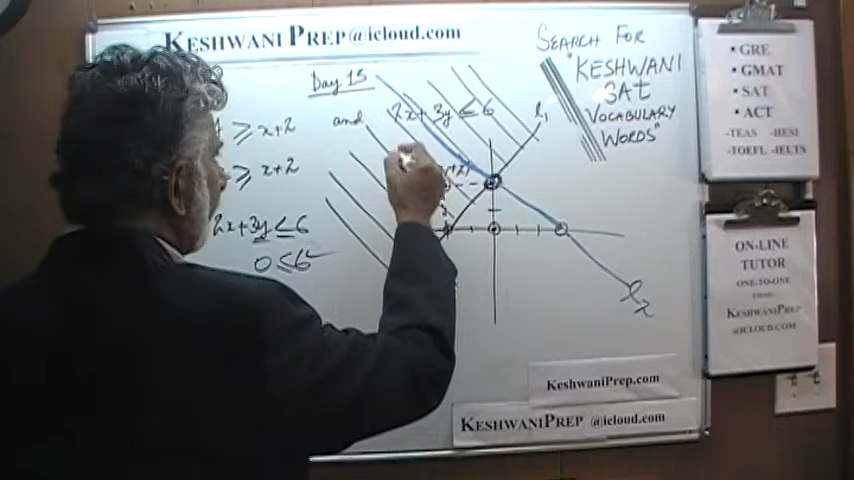 KESHWANI PREP@icloud.com
Day 15
and 2x+3y ≤ 6
≥ x+2
≥ x+2
2x+3y ≤ 6
0 ≤ 6
l1
l2
SEARCH FOR
"KESHWANI
SAT
VOCABULARY
WORDS"
• GRE
• GMAT
• SAT
• ACT
-TEAS -HESI
-TOEFL -IELTS
ON-LINE
TUTOR
ONE-TO-ONE
KESHWANIPREP
@ICLOUD.COM
KESHWANIPREP.COM
KESHWANIPREP @icloud.com